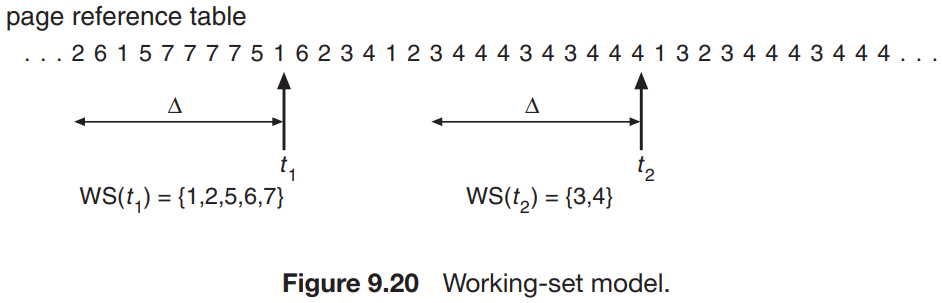 page reference table
. . . 2 6 1 5 7 7 7 7 5 1 6 2 3 4 1 2 3 4 4 4 3 4 3 4 4 4 1 3 2 3 4 4 4 3 4 4 4 . . .
Δ Δ
t1 t2
WS(t1) = {1,2,5,6,7} WS(t2) = {3,4}
Figure 9.20 Working-set model.